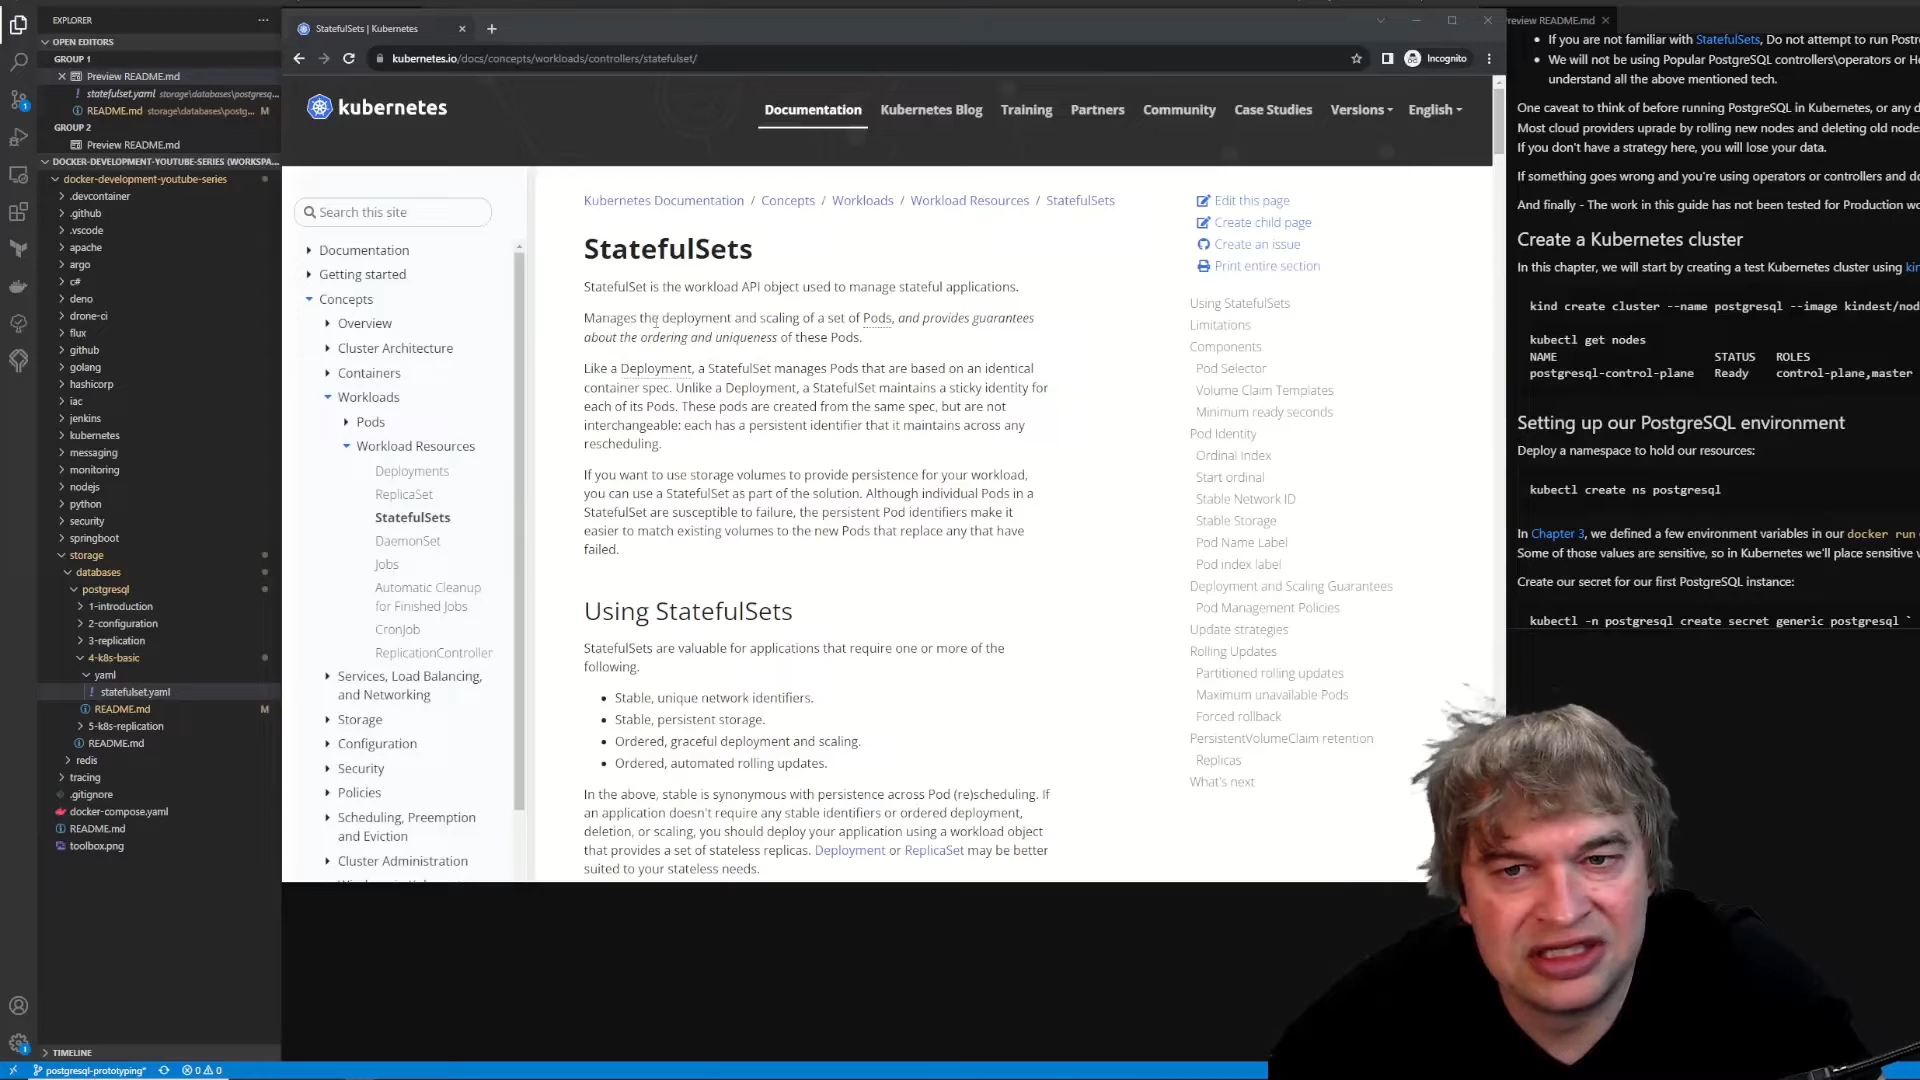 EXPLORER
OPEN EDITORS
GROUP 1
Preview README.md
statefulset.yaml storage\databases\postgresq...
README.md storage\databases\postg... M
GROUP 2
Preview README.md
DOCKER-DEVELOPMENT-YOUTUBE-SERIES (WORKSPA...
docker-development-youtube-series
.devcontainer
.github
.vscode
apache
argo
c#
deno
drone-ci
flux
github
golang
hashicorp
iac
jenkins
kubernetes
messaging
monitoring
nodejs
python
security
springboot
storage
databases
postgresql
1-introduction
2-configuration
3-replication
4-k8s-basic
yaml
statefulset.yaml
README.md M
5-k8s-replication
README.md
redis
tracing
.gitignore
docker-compose.yaml
README.md
toolbox.png
TIMELINE
postgresql-prototyping*
0 0
StatefulSets | Kubernetes
kubernetes.io/docs/concepts/workloads/controllers/statefulset/
Incognito
kubernetes
Documentation
Kubernetes Blog
Training
Partners
Community
Case Studies
Versions
English
Search this site
Documentation
Getting started
Concepts
Overview
Cluster Architecture
Containers
Workloads
Pods
Workload Resources
Deployments
ReplicaSet
StatefulSets
DaemonSet
Jobs
Automatic Cleanup
for Finished Jobs
CronJob
ReplicationController
Services, Load Balancing,
and Networking
Storage
Configuration
Security
Policies
Scheduling, Preemption
and Eviction
Cluster Administration
Kubernetes Documentation / Concepts / Workloads / Workload Resources / StatefulSets
StatefulSets
StatefulSet is the workload API object used to manage stateful applications.
Manages the deployment and scaling of a set of Pods, and provides guarantees
about the ordering and uniqueness of these Pods.
Like a Deployment, a StatefulSet manages Pods that are based on an identical
container spec. Unlike a Deployment, a StatefulSet maintains a sticky identity for
each of its Pods. These pods are created from the same spec, but are not
interchangeable: each has a persistent identifier that it maintains across any
rescheduling.
If you want to use storage volumes to provide persistence for your workload,
you can use a StatefulSet as part of the solution. Although individual Pods in a
StatefulSet are susceptible to failure, the persistent Pod identifiers make it
easier to match existing volumes to the new Pods that replace any that have
failed.
Using StatefulSets
StatefulSets are valuable for applications that require one or more of the
following.
• Stable, unique network identifiers.
• Stable, persistent storage.
• Ordered, graceful deployment and scaling.
• Ordered, automated rolling updates.
In the above, stable is synonymous with persistence across Pod (re)scheduling. If
an application doesn't require any stable identifiers or ordered deployment,
deletion, or scaling, you should deploy your application using a workload object
that provides a set of stateless replicas. Deployment or ReplicaSet may be better
suited to your stateless needs.
Edit this page
Create child page
Create an issue
Print entire section
Using StatefulSets
Limitations
Components
Pod Selector
Volume Claim Templates
Minimum ready seconds
Pod Identity
Ordinal Index
Start ordinal
Stable Network ID
Stable Storage
Pod Name Label
Pod index label
Deployment and Scaling Guarantees
Pod Management Policies
Update strategies
Rolling Updates
Partitioned rolling updates
Maximum unavailable Pods
Forced rollback
PersistentVolumeClaim retention
Replicas
What's next
review README.md
• If you are not familiar with StatefulSets, Do not attempt to run Postre
• We will not be using Popular PostgreSQL controllers\operators or He
understand all the above mentioned tech.
One caveat to think of before running PostgreSQL in Kubernetes, or any d
Most cloud providers uprade by rolling new nodes and deleting old node
If you don't have a strategy here, you will lose your data.
If something goes wrong and you're using operators or controllers and do
And finally - The work in this guide has not been tested for Production wo
Create a Kubernetes cluster
In this chapter, we will start by creating a test Kubernetes cluster using kin
kind create cluster --name postgresql --image kindest/nod
kubectl get nodes
NAME STATUS ROLES
postgresql-control-plane Ready control-plane,master
Setting up our PostgreSQL environment
Deploy a namespace to hold our resources:
kubectl create ns postgresql
In Chapter 3, we defined a few environment variables in our docker run
Some of those values are sensitive, so in Kubernetes we'll place sensitive v
Create our secret for our first PostgreSQL instance:
kubectl -n postgresql create secret generic postgresql `